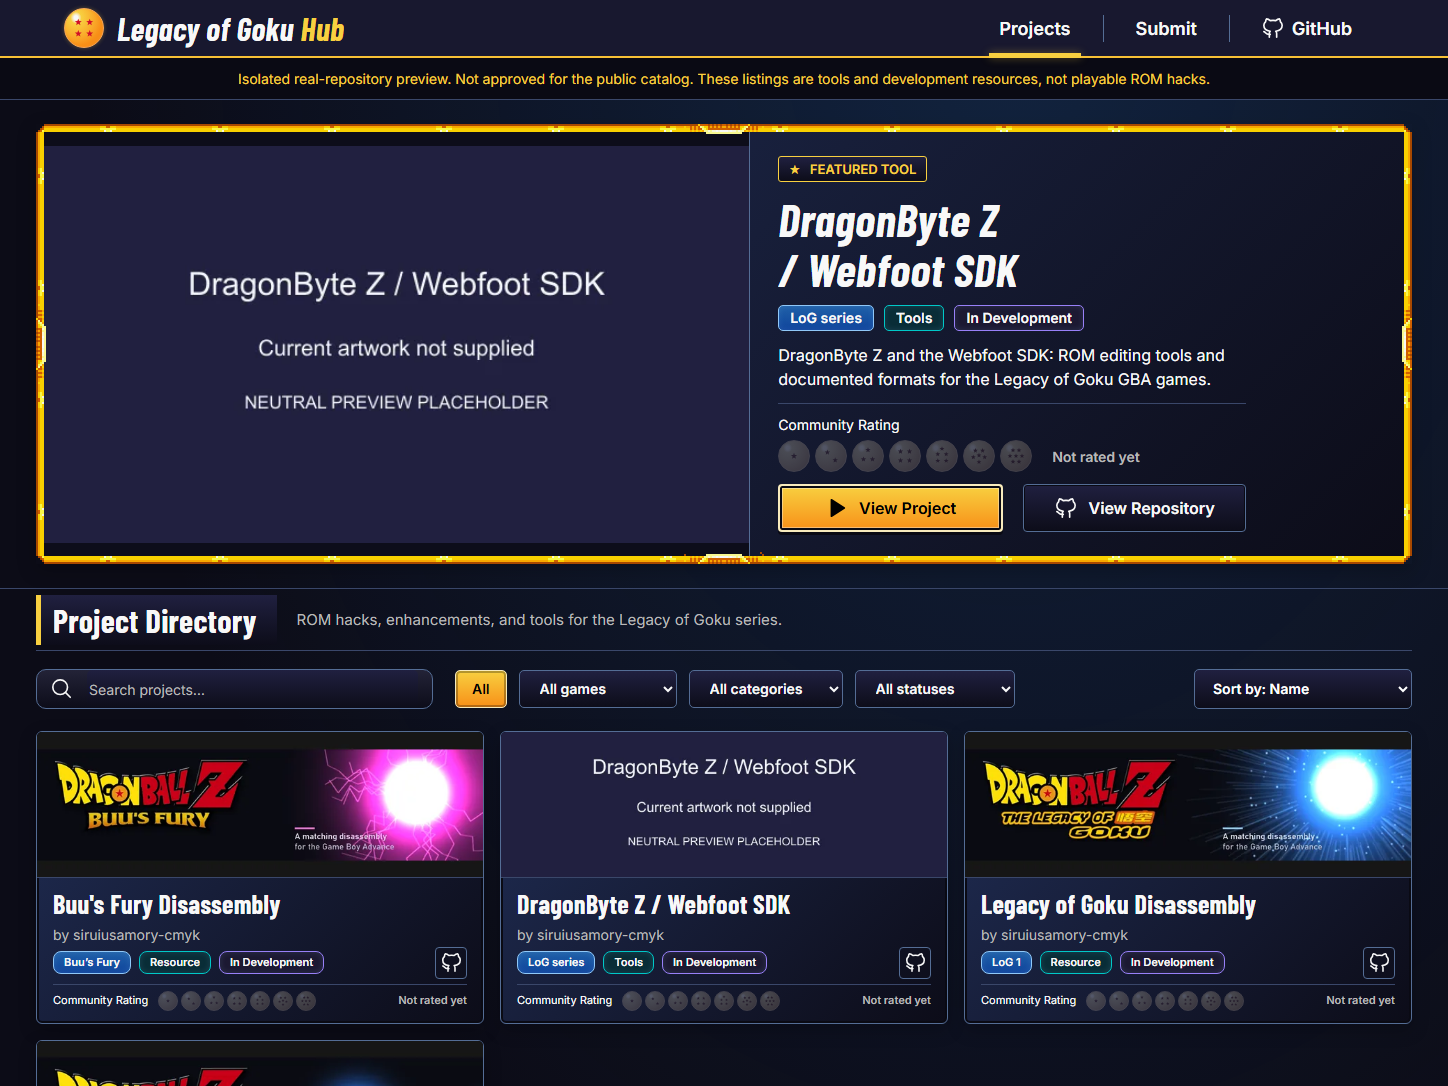 Legacy of Goku Hub
Projects
Submit
GitHub
Isolated real-repository preview. Not approved for the public catalog. These listings are tools and development resources, not playable ROM hacks.
DragonByte Z / Webfoot SDK
Current artwork not supplied
NEUTRAL PREVIEW PLACEHOLDER
FEATURED TOOL
DragonByte Z
/ Webfoot SDK
LoG series
Tools
In Development
DragonByte Z and the Webfoot SDK: ROM editing tools and
documented formats for the Legacy of Goku GBA games.
Community Rating
Not rated yet
View Project
View Repository
Project Directory
ROM hacks, enhancements, and tools for the Legacy of Goku series.
Search projects...
All
All games
All categories
All statuses
Sort by: Name
DRAGON BALL Z
BUU'S FURY
A matching disassembly
for the Game Boy Advance
Buu's Fury Disassembly
by siruiusamory-cmyk
Buu's Fury
Resource
In Development
Community Rating
Not rated yet
DragonByte Z / Webfoot SDK
Current artwork not supplied
NEUTRAL PREVIEW PLACEHOLDER
DragonByte Z / Webfoot SDK
by siruiusamory-cmyk
LoG series
Tools
In Development
Community Rating
Not rated yet
DRAGON BALL Z
THE LEGACY OF 悟空
GOKU
A matching disassembly
for the Game Boy Advance
Legacy of Goku Disassembly
by siruiusamory-cmyk
LoG 1
Resource
In Development
Community Rating
Not rated yet
DRAGON BALL Z